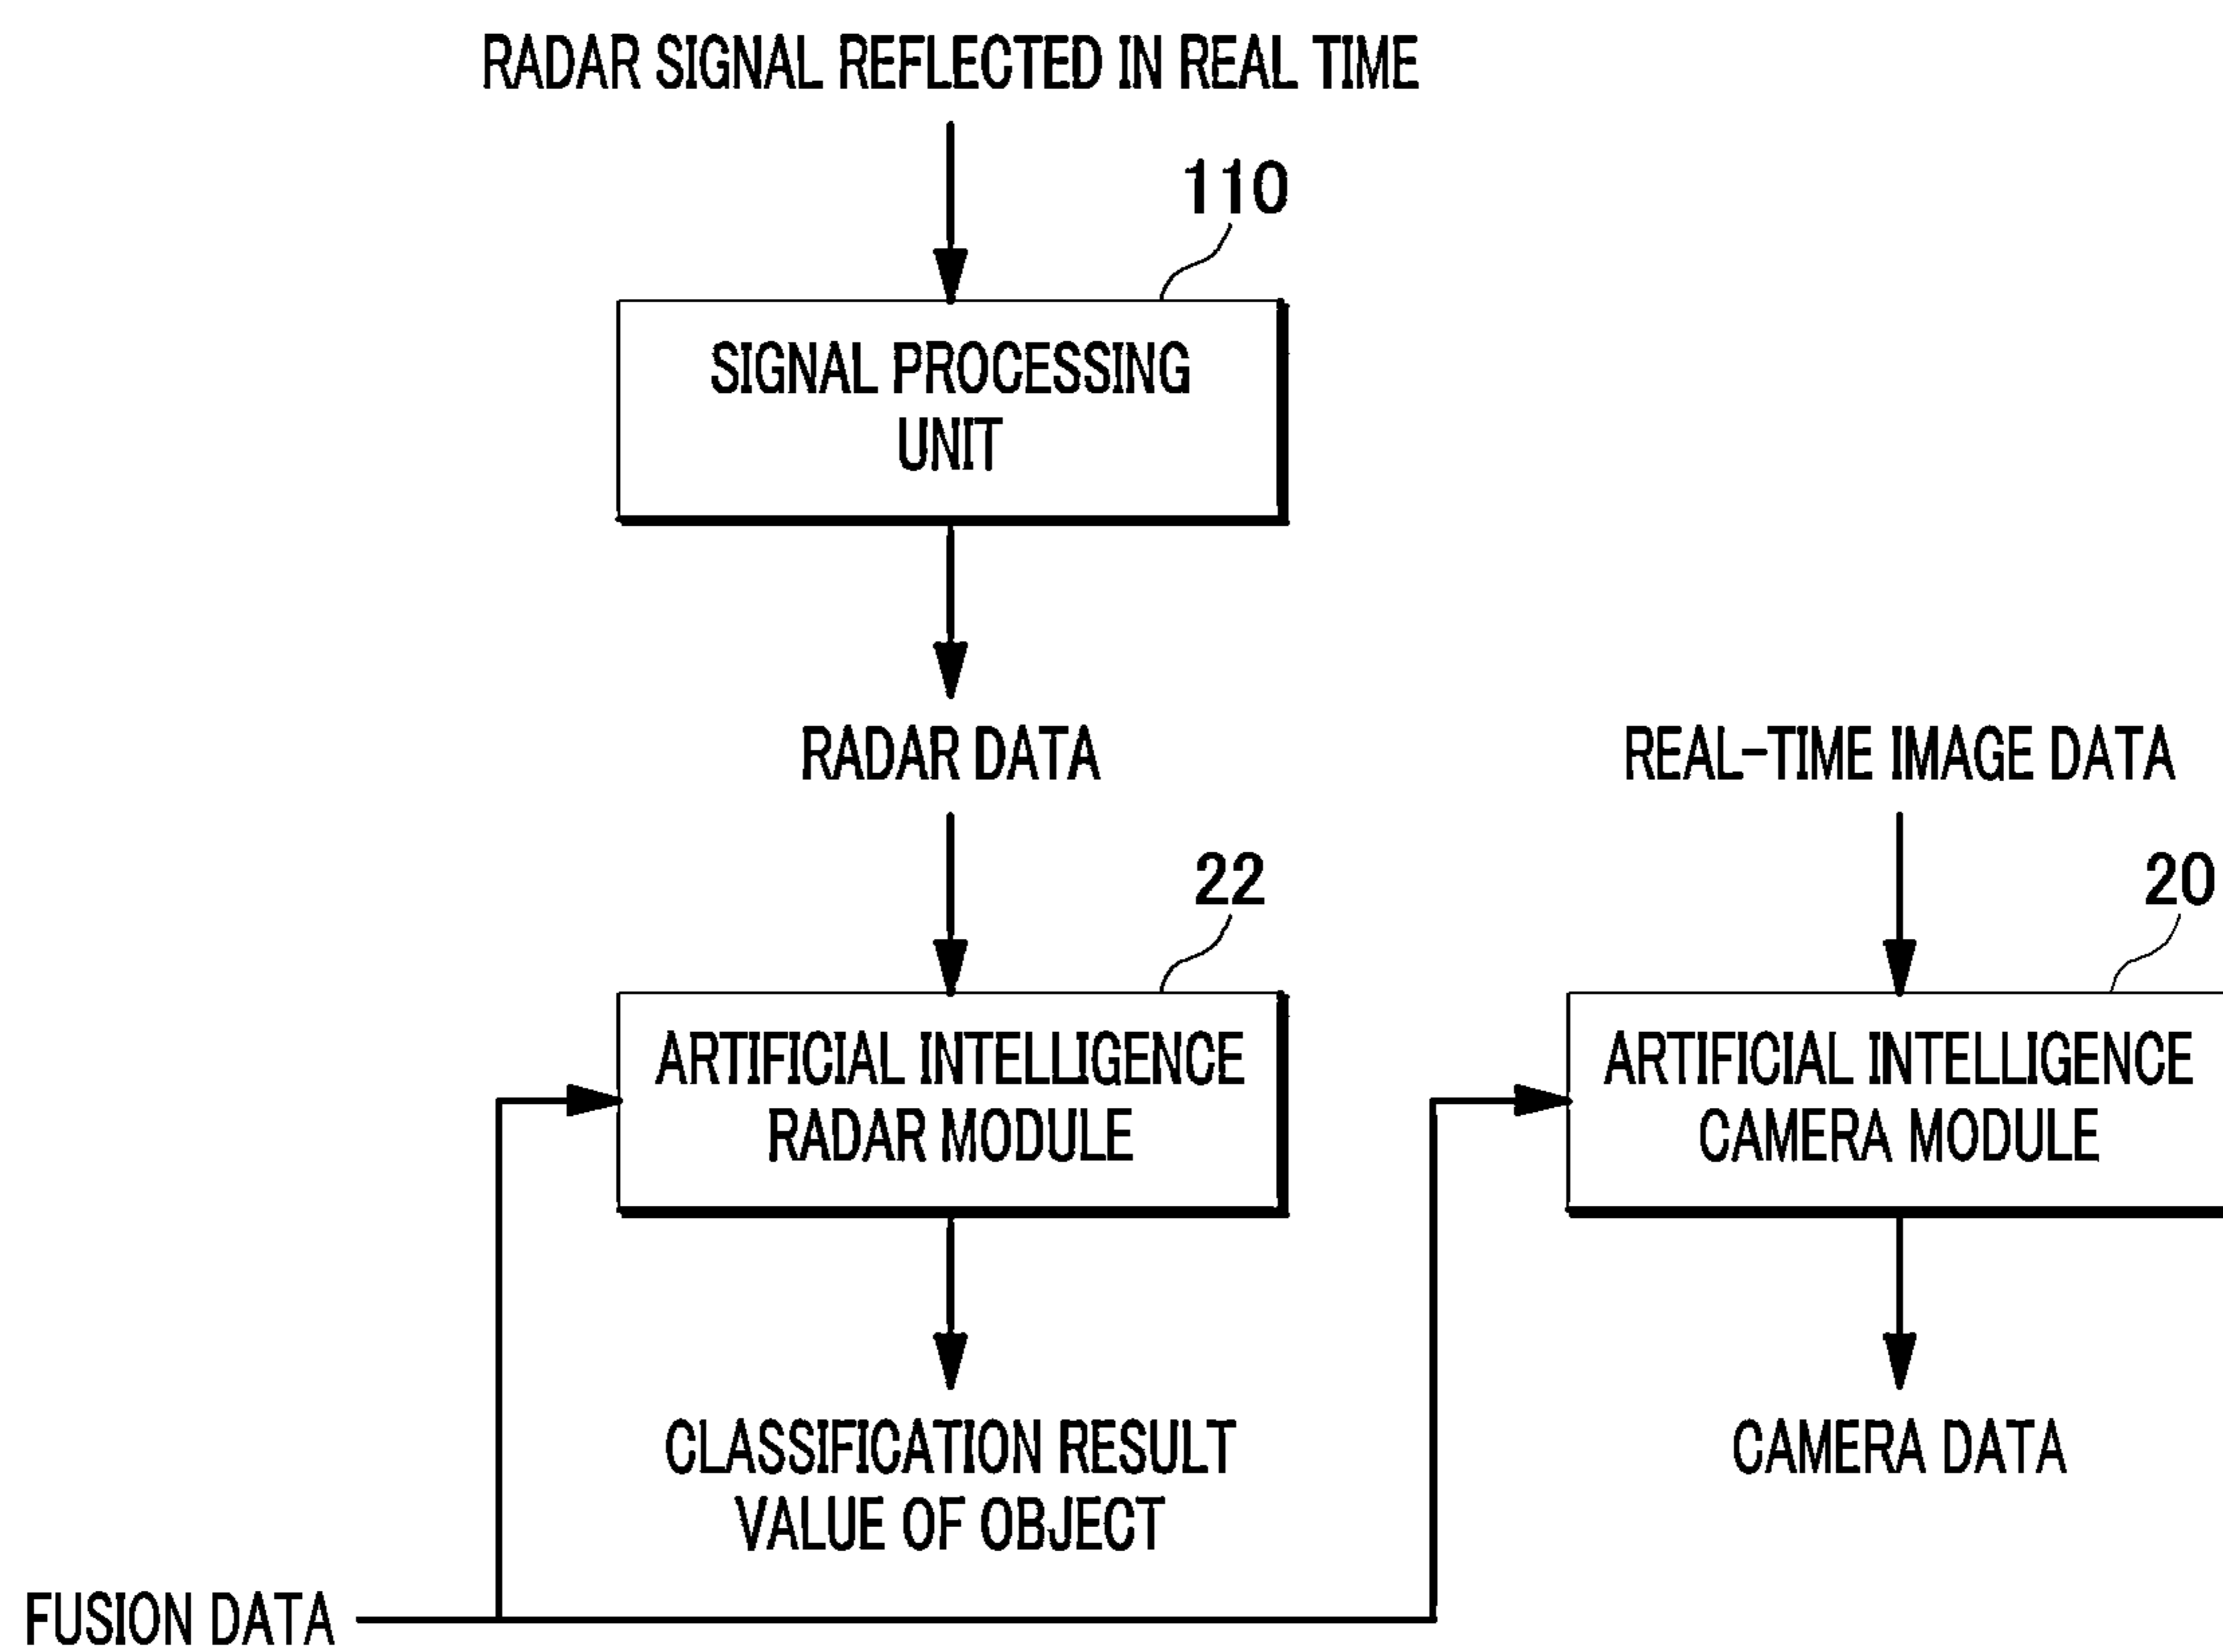 RADAR SIGNAL REFLECTED IN REAL TIME
110
SIGNAL PROCESSING
UNIT
RADAR DATA
REAL-TIME IMAGE DATA
22
20
ARTIFICIAL INTELLIGENCE
RADAR MODULE
ARTIFICIAL INTELLIGENCE
CAMERA MODULE
CLASSIFICATION RESULT
VALUE OF OBJECT
CAMERA DATA
FUSION DATA